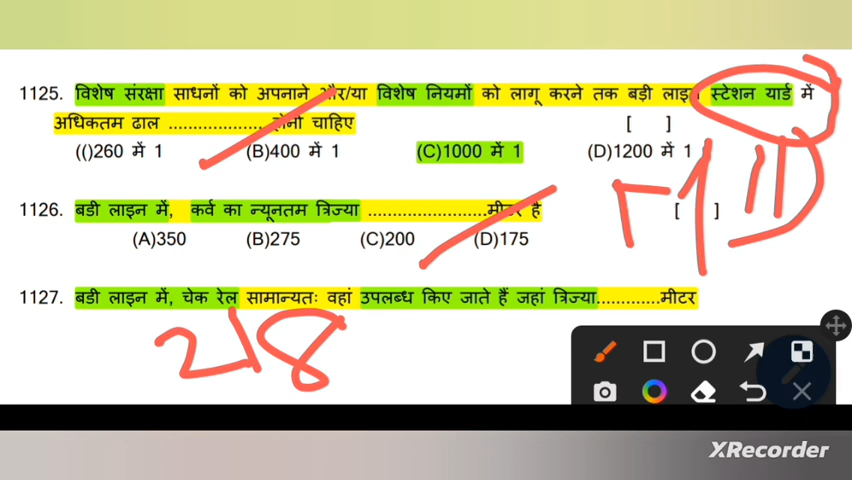 1125. विशेष संरक्षा साधनों को अपनाने और/या विशेष नियमों को लागू करने तक बड़ी लाइन स्टेशन यार्ड में
अधिकतम ढाल .................... होनी चाहिए [ ]
(()260 में 1 (B)400 में 1 (C)1000 में 1 (D)1200 में 1
1126. बडी लाइन में, कर्व का न्यूनतम त्रिज्या .........................मीटर है [ ]
(A)350 (B)275 (C)200 (D)175
1127. बडी लाइन में, चेक रेल सामान्यतः वहां उपलब्ध किए जाते हैं जहां त्रिज्या.............मीटर
218
XRecorder